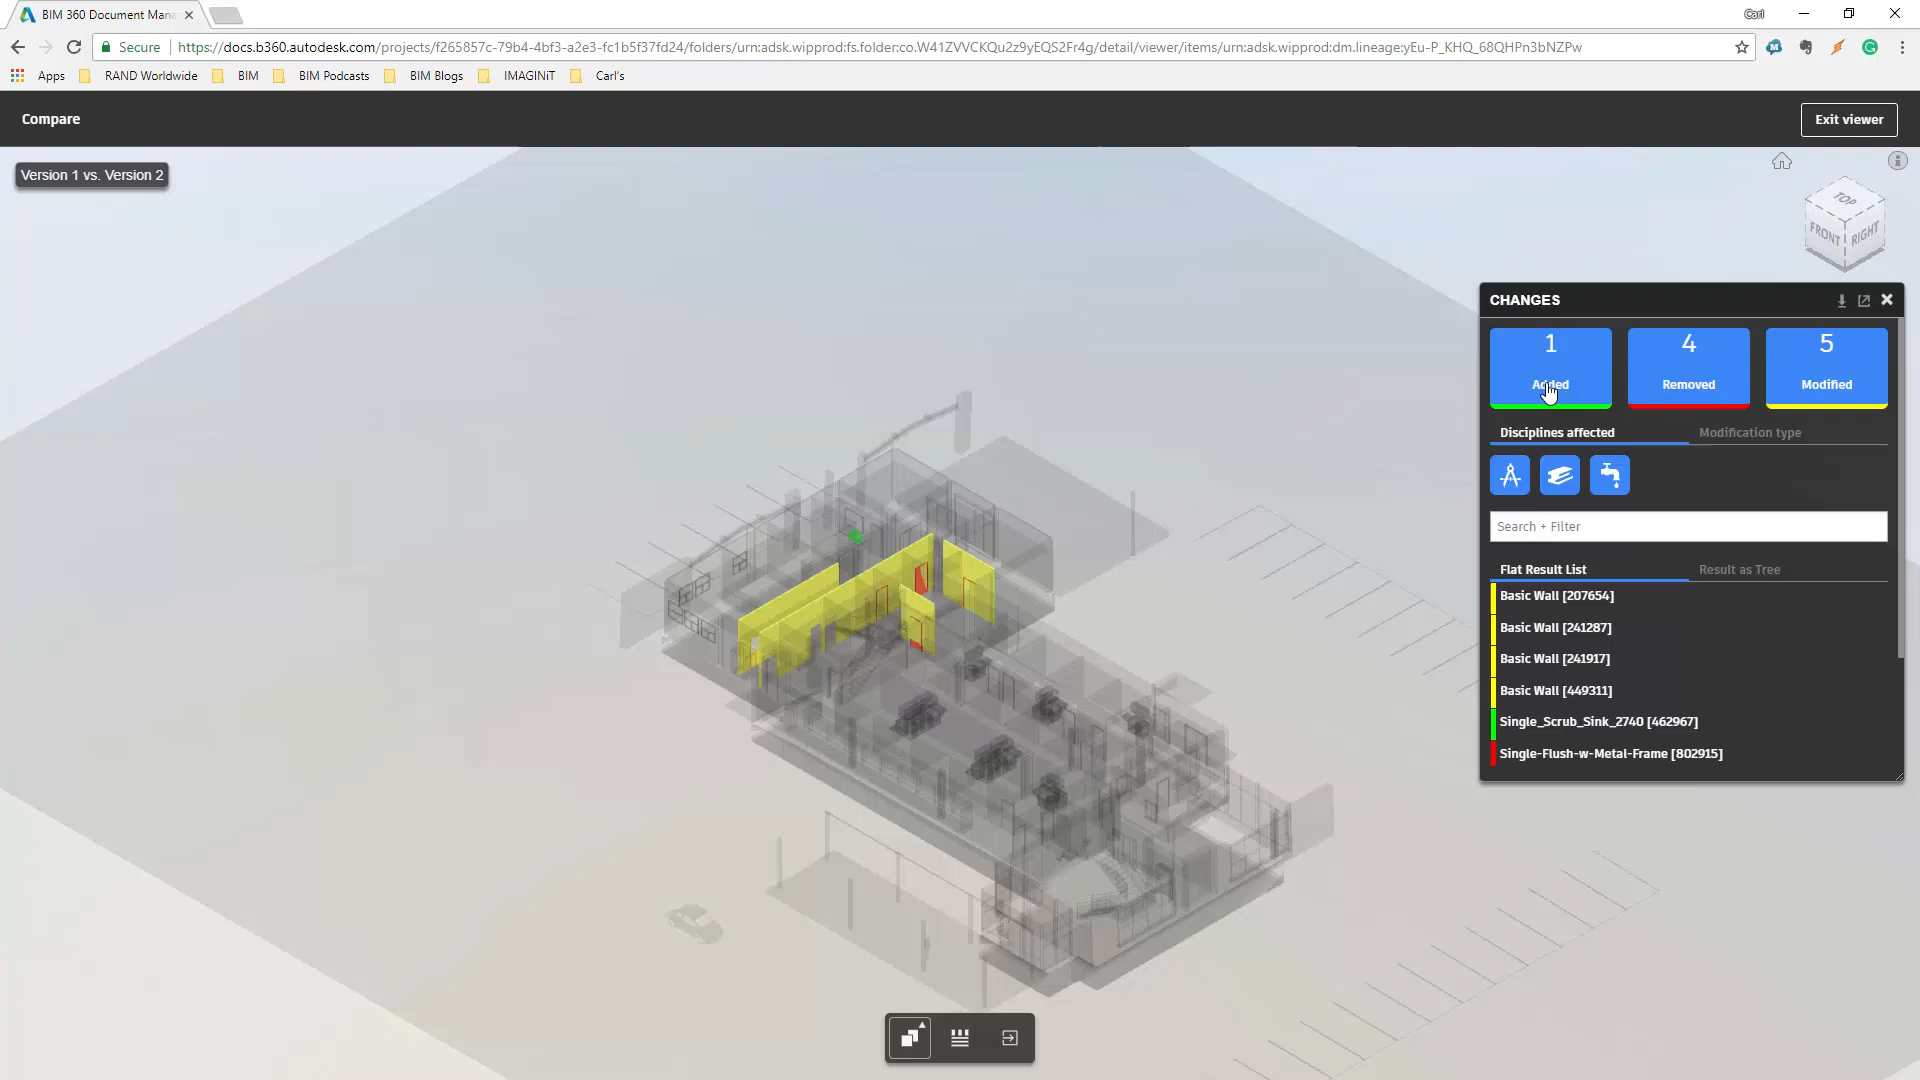 BIM 360 Document Mana
Carl
Secure
https://docs.b360.autodesk.com/projects/f265857c-79b4-4bf3-a2e3-fc1b5f37fd24/folders/urn:adsk.wipprod:fs.folder:co.W41ZVVCKQu2z9yEQS2Fr4g/detail/viewer/items/urn:adsk.wipprod:dm.lineage:yEu-P_KHQ_68QHPn3bNZPw
Apps RAND Worldwide BIM BIM Podcasts BIM Blogs IMAGINiT Carl's
Compare
Exit viewer
Version 1 vs. Version 2
TOP
FRONT RIGHT
CHANGES
1 4 5
Added Removed Modified
Disciplines affected Modification type
Search + Filter
Flat Result List Result as Tree
Basic Wall [207654]
Basic Wall [241287]
Basic Wall [241917]
Basic Wall [449311]
Single_Scrub_Sink_2740 [462967]
Single-Flush-w-Metal-Frame [802915]